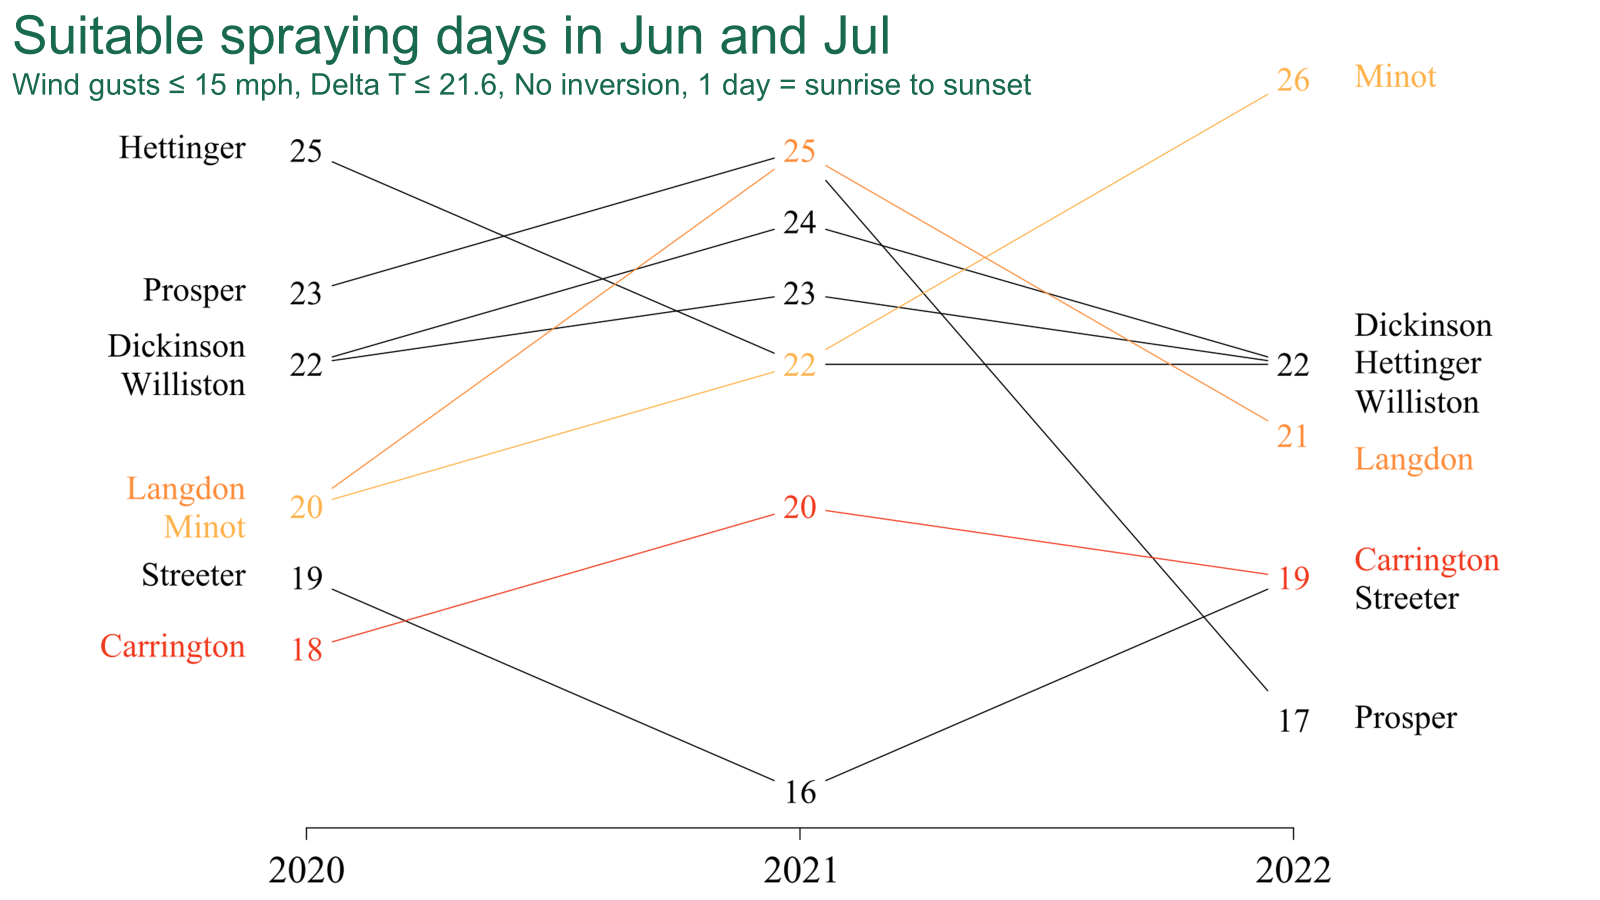 Suitable spraying days in Jun and Jul
Wind gusts ≤ 15 mph, Delta T ≤ 21.6, No inversion, 1 day = sunrise to sunset
26 Minot
Hettinger 25 25
24
Prosper 23 23
Dickinson
Williston
22 22 22
Dickinson
Hettinger
Williston
21
Langdon
Langdon
Minot
20 20
Streeter 19 19
Carrington
Streeter
Carrington 18
17 Prosper
16
2020 2021 2022